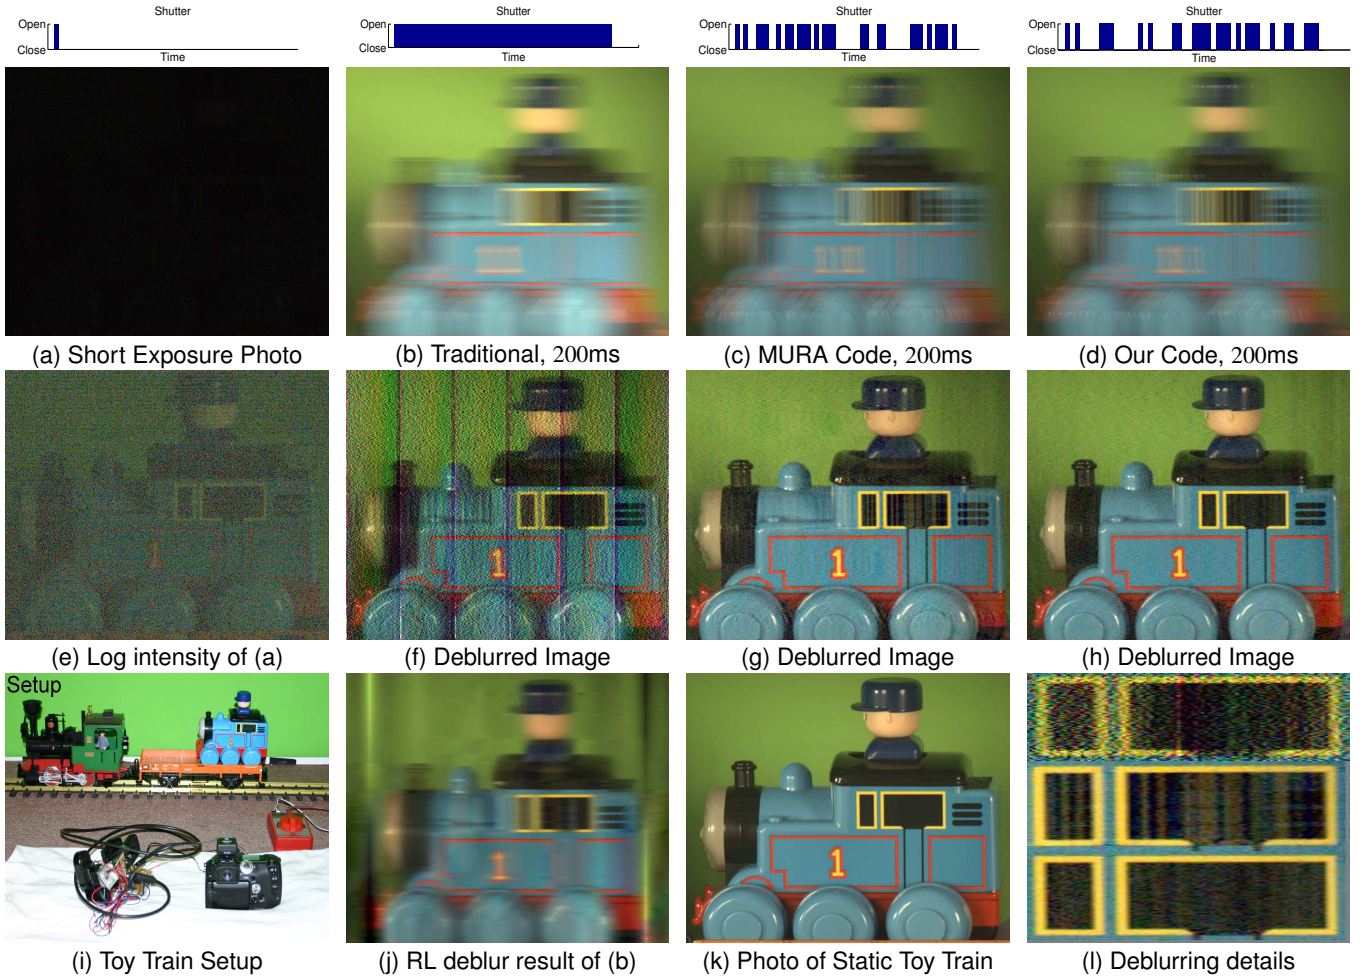 Shutter
Open
Close
Time
Shutter
Open
Close
Time
Shutter
Open
Close
Time
Shutter
Open
Close
Time
(a) Short Exposure Photo
(b) Traditional, 200ms
(c) MURA Code, 200ms
(d) Our Code, 200ms
1
1
1
(e) Log intensity of (a)
(f) Deblurred Image
(g) Deblurred Image
(h) Deblurred Image
Setup
1
1
(i) Toy Train Setup
(j) RL deblur result of (b)
(k) Photo of Static Toy Train
(l) Deblurring details